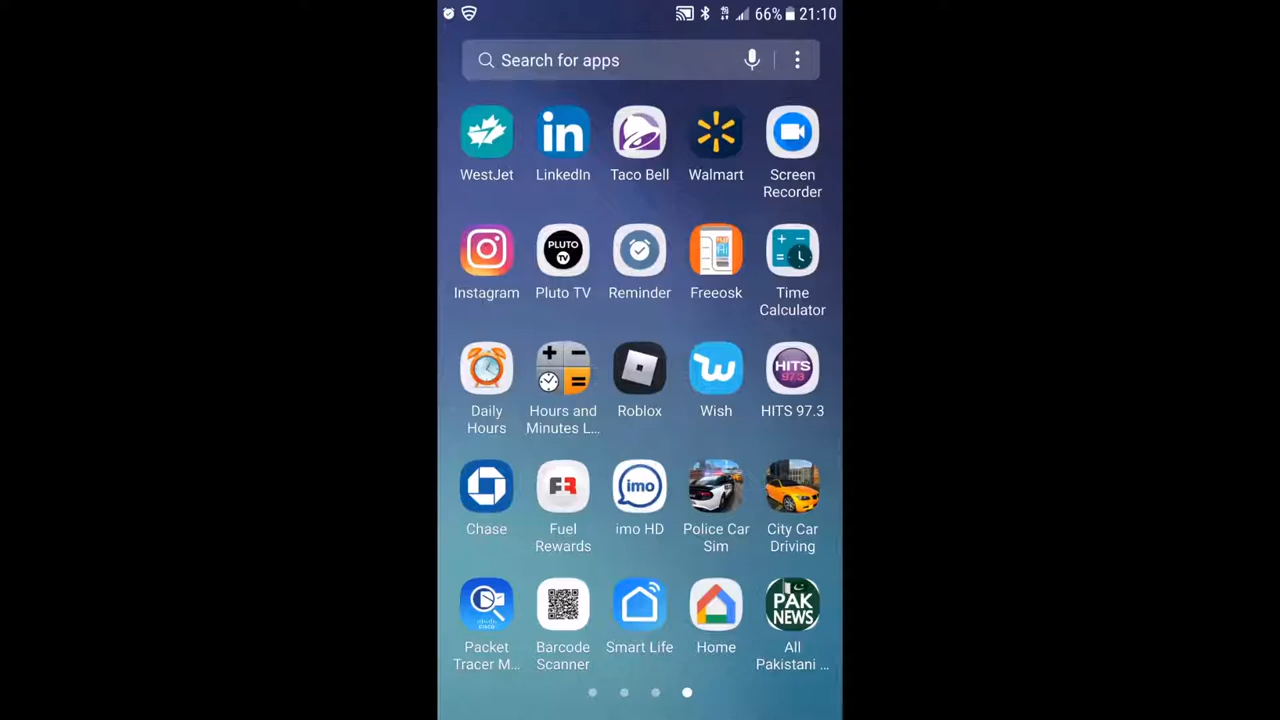 66% 21:10
Search for apps
in
WestJet LinkedIn Taco Bell Walmart Screen
Recorder
PLUTO
TV
Instagram Pluto TV Reminder Freeosk Time
Calculator
HITS
97.3
Daily Hours and Roblox Wish HITS 97.3
Hours Minutes L...
FR
imo
Chase Fuel imo HD Police Car City Car
Rewards Sim Driving
CISCO
PAK
NEWS
Packet Barcode Smart Life Home All
Tracer M... Scanner Pakistani ...